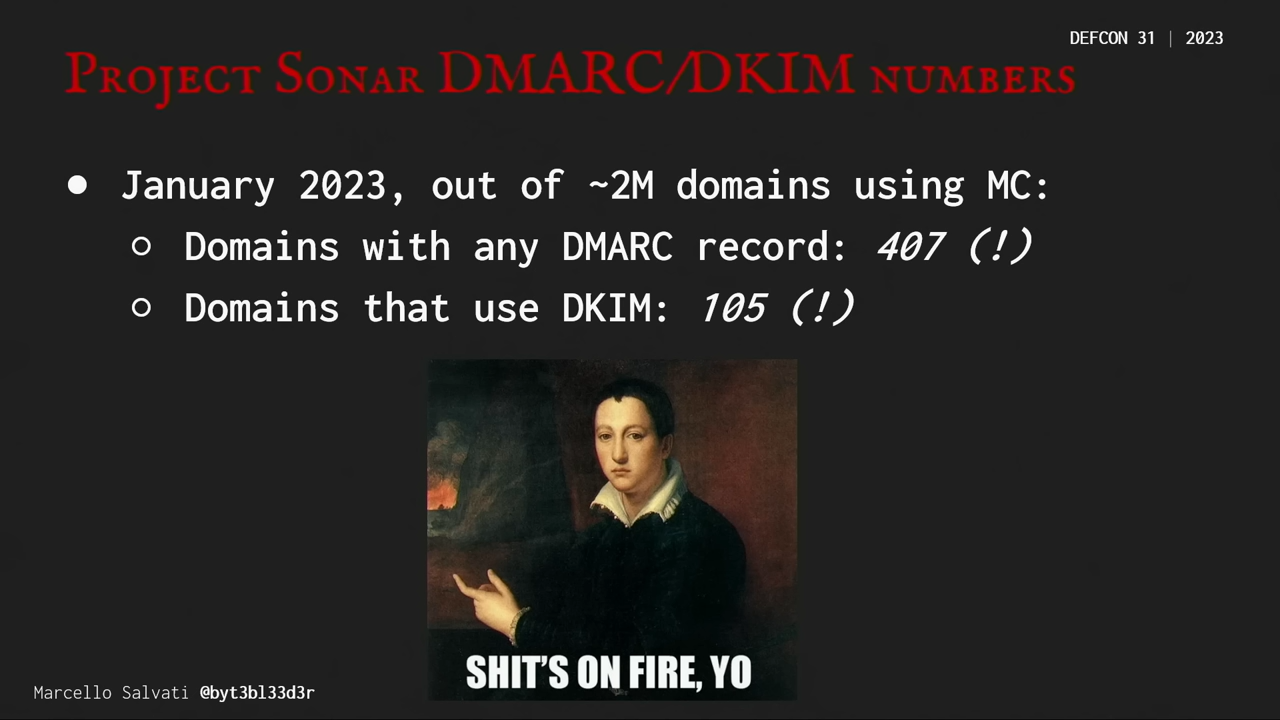 DEFCON 31 | 2023
Project Sonar DMARC/DKIM numbers
● January 2023, out of ~2M domains using MC:
○ Domains with any DMARC record: 407 (!)
○ Domains that use DKIM: 105 (!)
SHIT'S ON FIRE, YO
Marcello Salvati @byt3bl33d3r